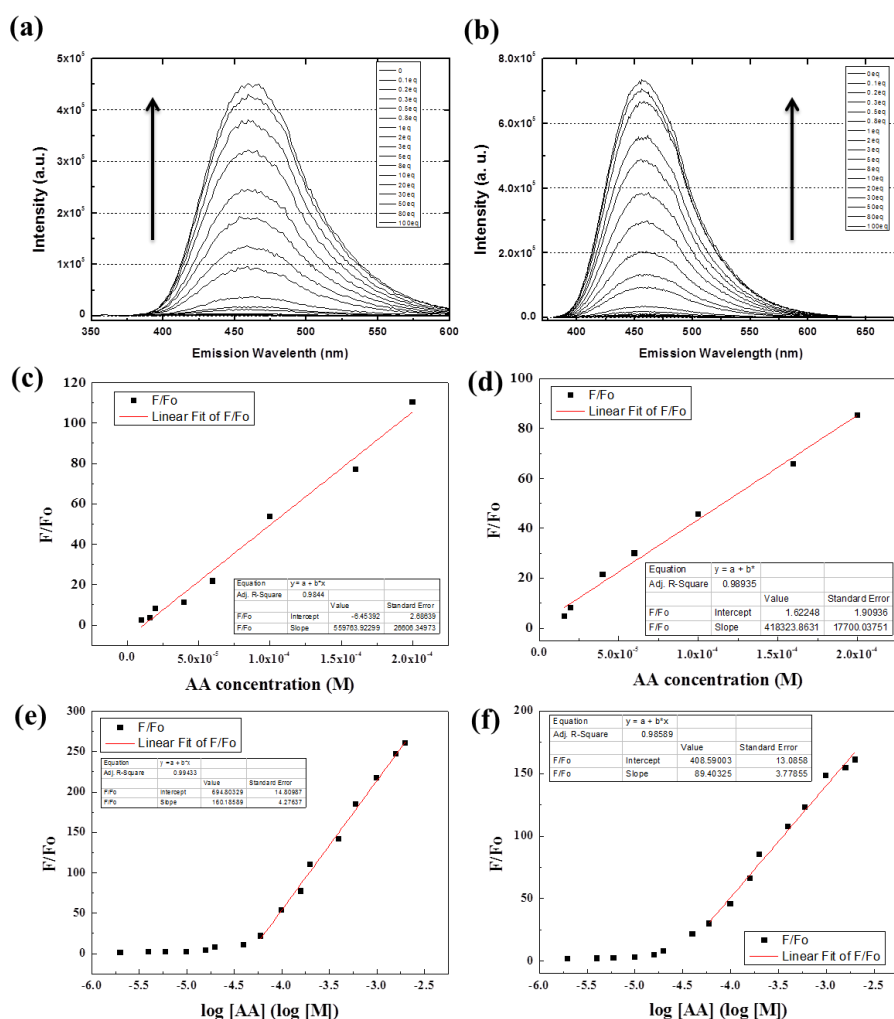 (a)
5x10⁵
4x10⁵
3x10⁵
2x10⁵
1x10⁵
0
Intensity (a.u.)
350 400 450 500 550 600
Emission Wavelenth (nm)
0
0.1eq
0.2eq
0.3eq
0.5eq
0.8eq
1eq
2eq
3eq
5eq
8eq
10eq
20eq
30eq
50eq
80eq
100eq
(b)
8.0x10⁵
6.0x10⁵
4.0x10⁵
2.0x10⁵
0.0
Intensity (a. u.)
400 450 500 550 600 650
Emission Wavelength (nm)
0eq
0.1eq
0.2eq
0.3eq
0.5eq
0.8eq
1eq
2eq
3eq
5eq
8eq
10eq
20eq
30eq
50eq
80eq
100eq
(c)
120
100
80
60
40
20
0
F/Fo
F/Fo
Linear Fit of F/Fo
Equation y = a + b*x
Adj. R-Square 0.9844
Value Standard Error
F/Fo Intercept -6.45392 2.68639
F/Fo Slope 559763.92299 26606.34973
0.0 5.0x10⁻⁵ 1.0x10⁻⁴ 1.5x10⁻⁴ 2.0x10⁻⁴
AA concentration (M)
(d)
100
80
60
40
20
0
F/Fo
F/Fo
Linear Fit of F/Fo
Equation y = a + b*
Adj. R-Square 0.98935
Value Standard Error
F/Fo Intercept 1.62248 1.90936
F/Fo Slope 418323.8631 17700.03751
0.0 5.0x10⁻⁵ 1.0x10⁻⁴ 1.5x10⁻⁴ 2.0x10⁻⁴
AA concentration (M)
(e)
300
250
200
150
100
50
0
F/Fo
F/Fo
Linear Fit of F/Fo
Equation y = a + b*x
Adj. R-Square 0.99433
Value Standard Error
F/Fo Intercept 694.80329 14.80987
F/Fo Slope 160.18589 4.27637
-6.0 -5.5 -5.0 -4.5 -4.0 -3.5 -3.0 -2.5
log [AA] (log [M])
(f)
200
150
100
50
0
F/Fo
Equation y = a + b*x
Adj. R-Square 0.98589
Value Standard Error
F/Fo Intercept 408.59003 13.0858
F/Fo Slope 89.40325 3.77855
F/Fo
Linear Fit of F/Fo
-6.0 -5.5 -5.0 -4.5 -4.0 -3.5 -3.0 -2.5
log [AA] (log [M])